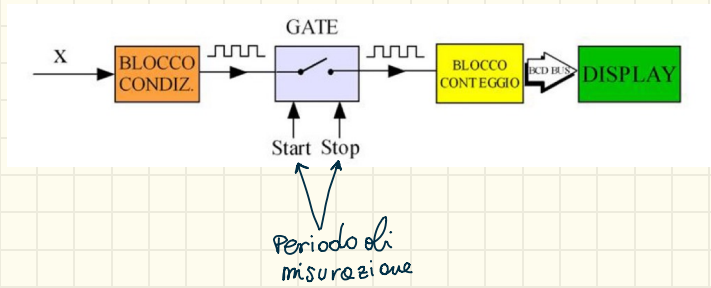 GATE
X
BLOCCO
CONDIZ.
BLOCCO
CONTEGGIO
BCD BUS
DISPLAY
Start Stop
Periodo di
misurazione